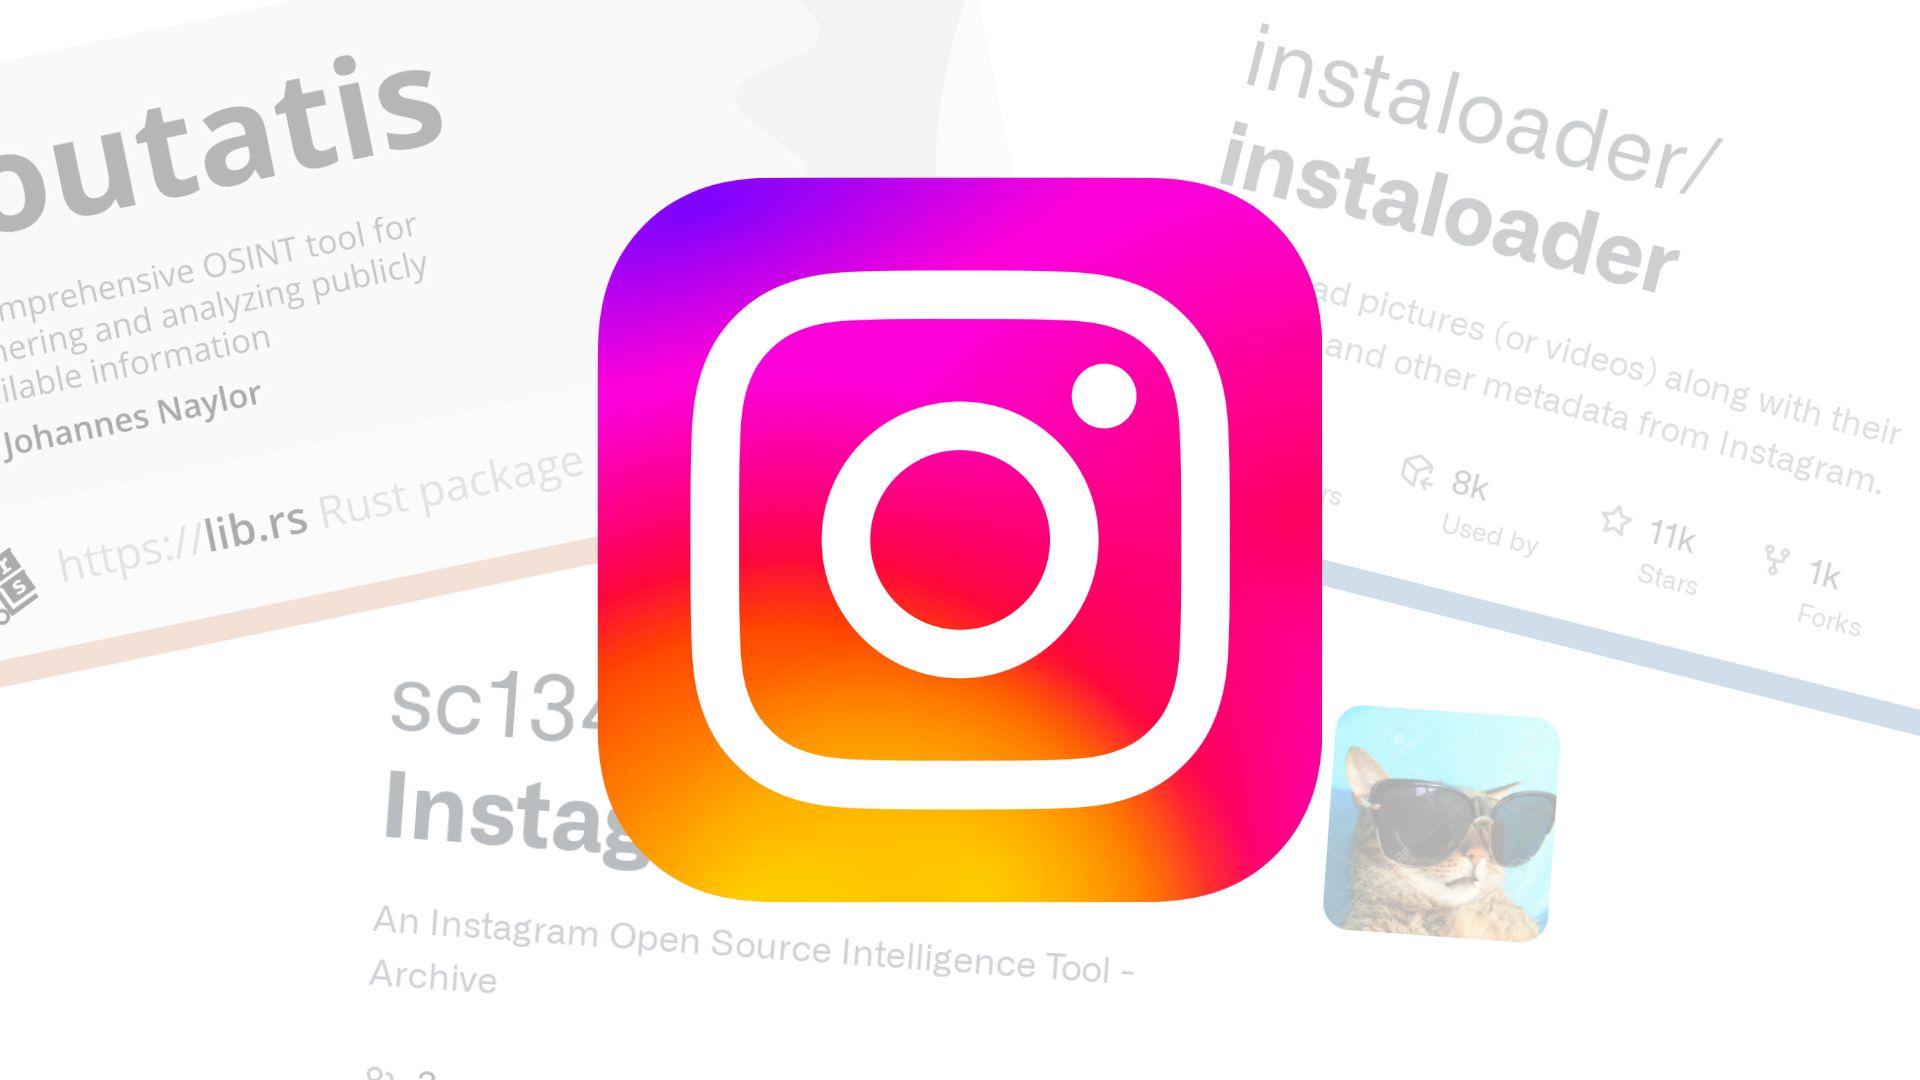 outatis
mprehensive OSINT tool for
hering and analyzing publicly
ilable information
Johannes Naylor
https://lib.rs Rust package
instaloader/
instaloader
ad pictures (or videos) along with their
and other metadata from Instagram.
rs
8k
Used by
11k
Stars
1k
Forks
sc134
Instag
An Instagram Open Source Intelligence Tool -
Archive